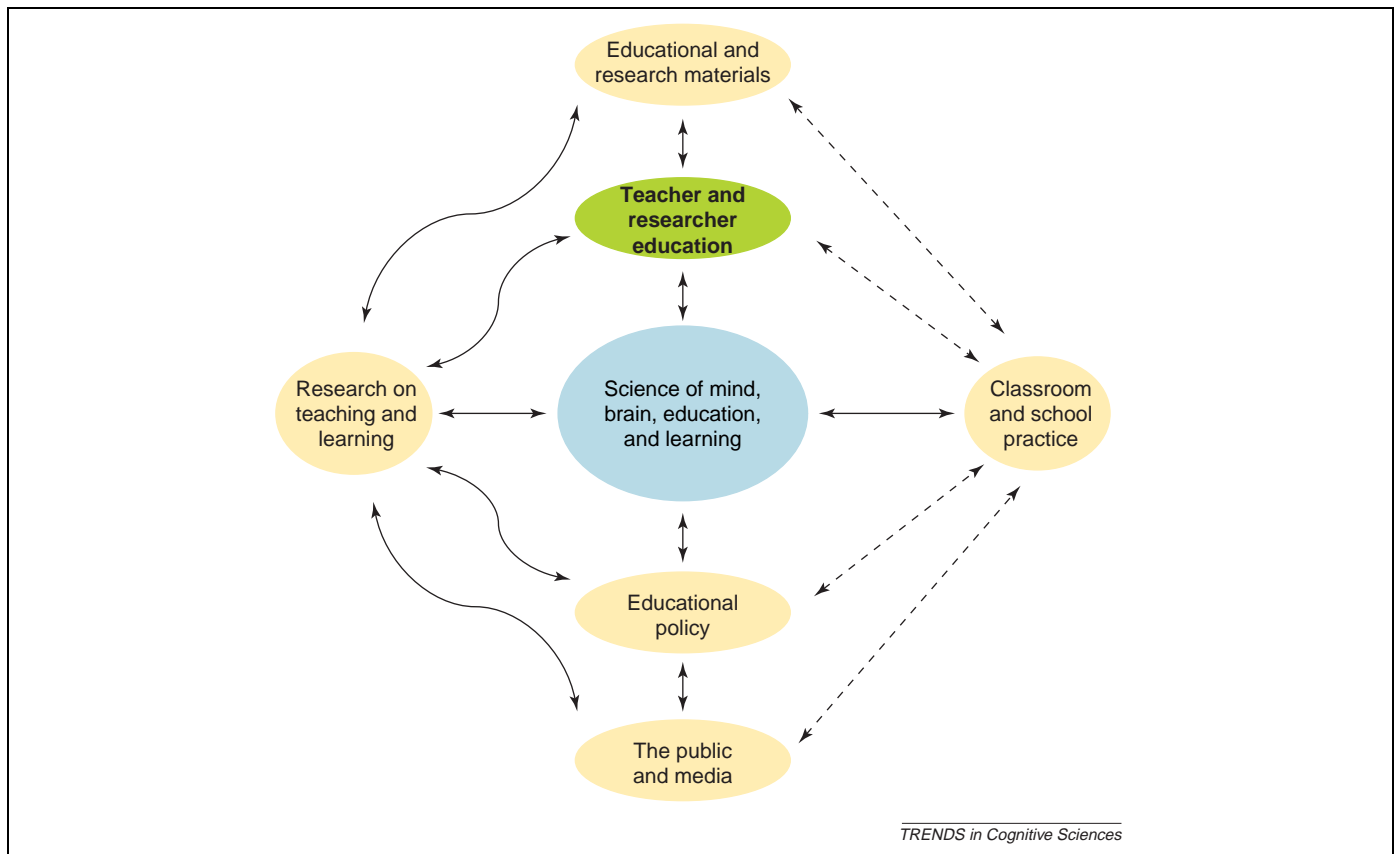 Educational and
research materials
Teacher and
researcher
education
Research on
teaching and
learning
Science of mind,
brain, education,
and learning
Classroom
and school
practice
Educational
policy
The public
and media
TRENDS in Cognitive Sciences